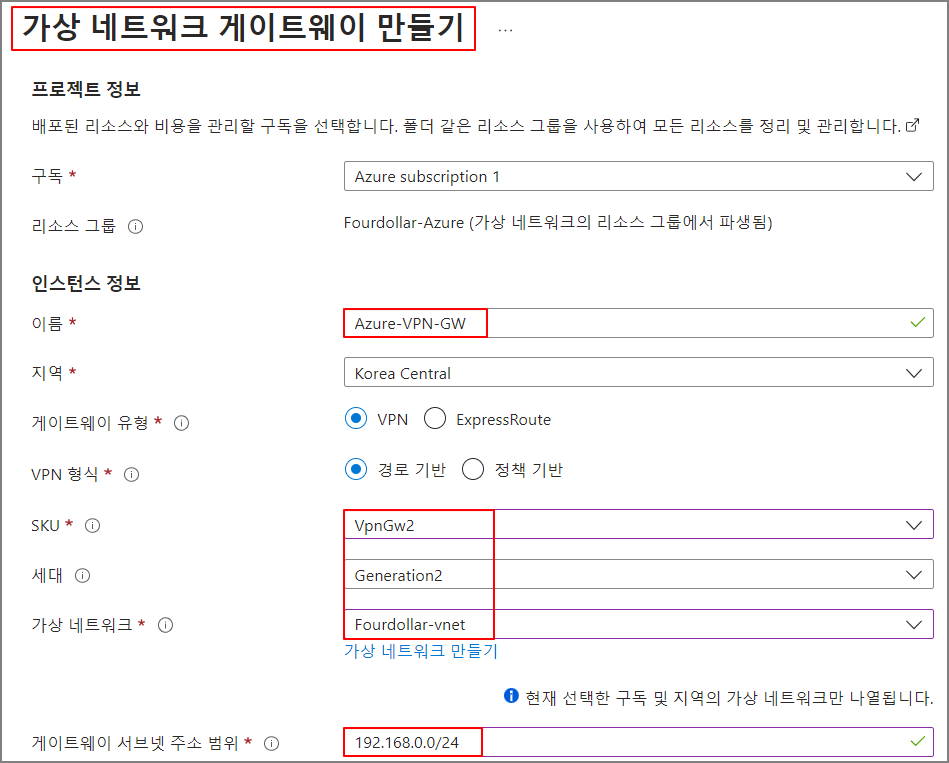 가상 네트워크 게이트웨이 만들기 ...
프로젝트 정보
배포된 리소스와 비용을 관리할 구독을 선택합니다. 폴더 같은 리소스 그룹을 사용하여 모든 리소스를 정리 및 관리합니다.
구독 * Azure subscription 1
리소스 그룹 Fourdollar-Azure (가상 네트워크의 리소스 그룹에서 파생됨)
인스턴스 정보
이름 * Azure-VPN-GW
지역 * Korea Central
게이트웨이 유형 * VPN ExpressRoute
VPN 형식 * 경로 기반 정책 기반
SKU * VpnGw2
세대 Generation2
가상 네트워크 * Fourdollar-vnet
가상 네트워크 만들기
현재 선택한 구독 및 지역의 가상 네트워크만 나열됩니다.
게이트웨이 서브넷 주소 범위 * 192.168.0.0/24